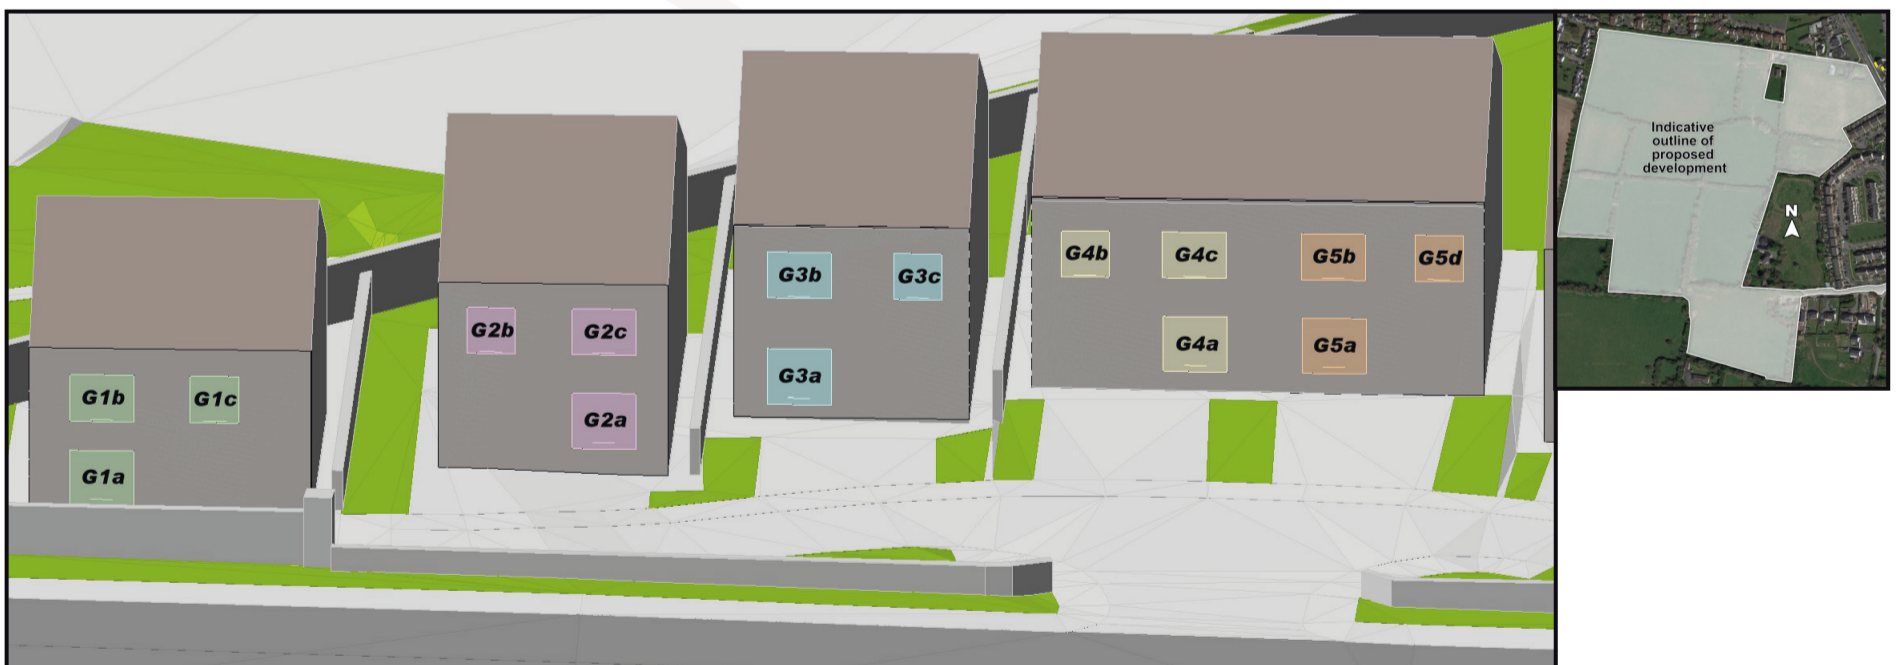 G1b
G1c
G1a
G2b
G2c
G2a
G3b
G3c
G3a
G4b
G4c
G5b
G5d
G4a
G5a
Indicative
outline of
proposed
development
N